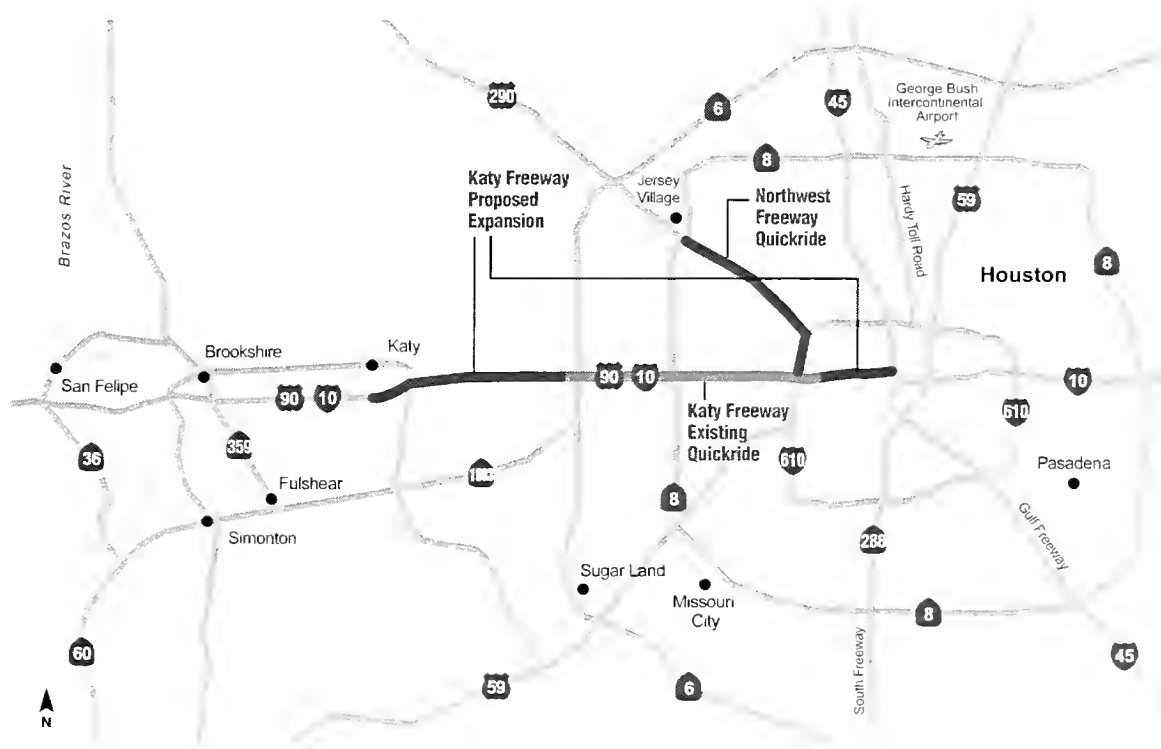 290
6
45
George Bush
Intercontinental
Airport
8
59
Brazos River
Katy Freeway
Proposed
Expansion
Jersey
Village
Northwest
Freeway
Quickride
Hardy Toll Road
8
Houston
San Felipe
Brookshire
Katy
90
10
90
10
10
Katy Freeway
Existing
Quickride
610
610
36
359
Fulshear
Pasadena
8
Simonton
288
Gulf Freeway
Sugar Land
Missouri
City
8
60
59
6
South Freeway
45
N